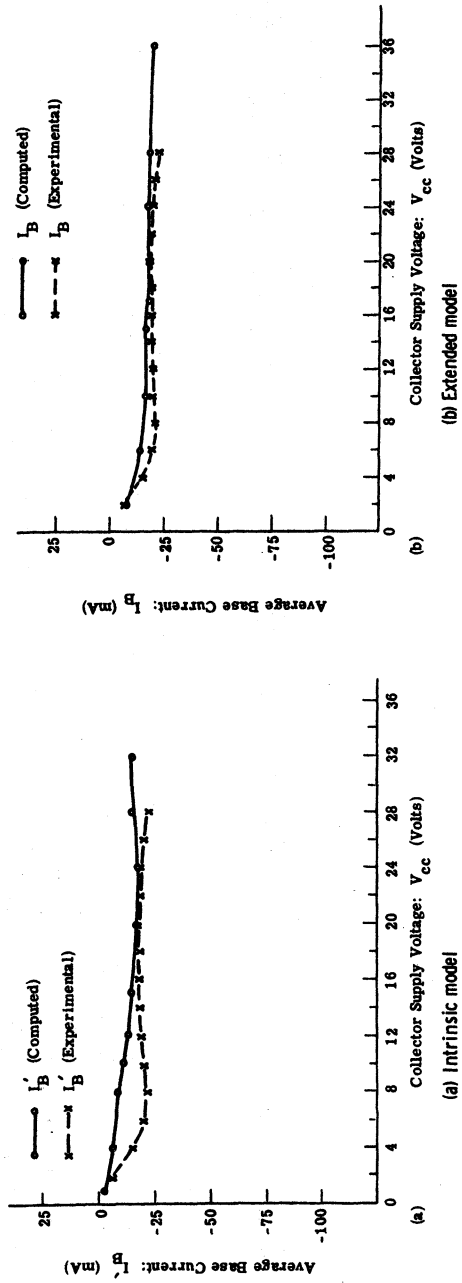 I'B (Computed)
I'B (Experimental)
25
0
-25
-50
-75
-100
Average Base Current: I'B (mA)
0 4 8 12 16 20 24 28 32 36
Collector Supply Voltage: Vcc (Volts)
(a)
(a) Intrinsic model
IB (Computed)
IB (Experimental)
25
0
-25
-50
-75
-100
Average Base Current: IB (mA)
0 4 8 12 16 20 24 28 32 36
Collector Supply Voltage: Vcc (Volts)
(b)
(b) Extended model